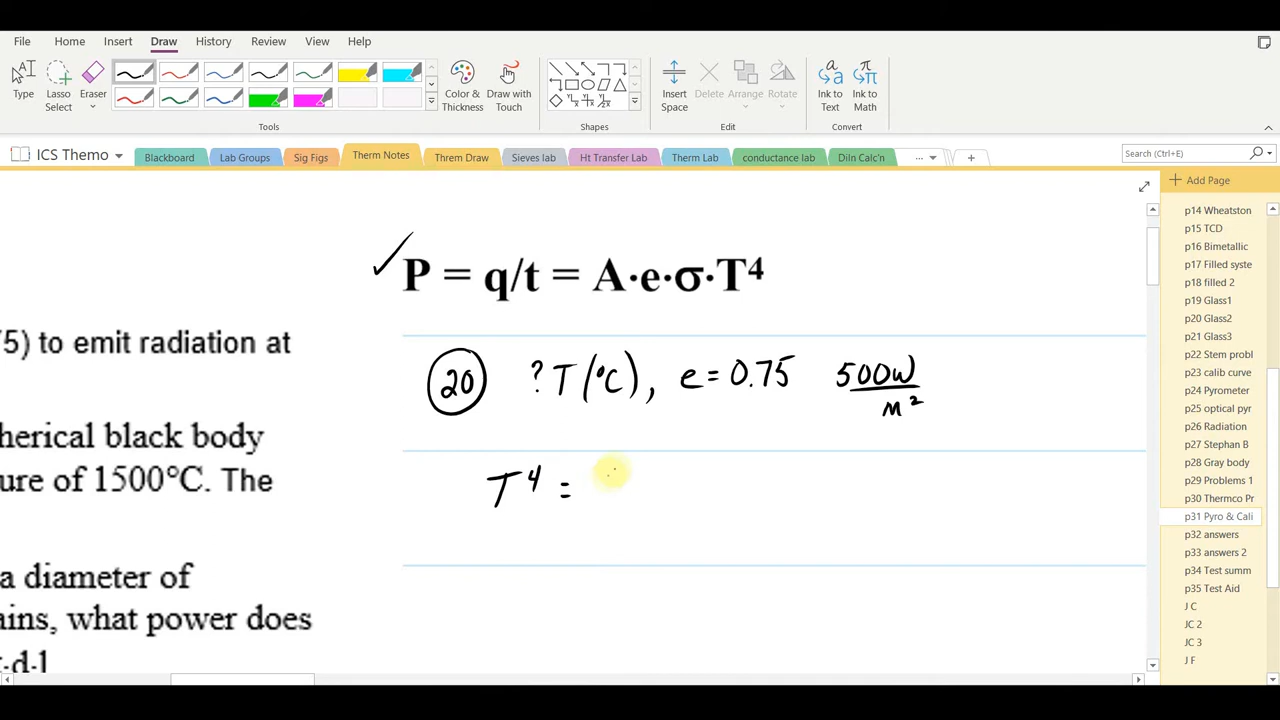 File Home Insert Draw History Review View Help
Type Lasso Select Eraser Color & Thickness Draw with Touch Insert Space Delete Arrange Rotate Ink to Text Ink to Math
Tools Shapes Edit Convert
ICS Themo Blackboard Lab Groups Sig Figs Therm Notes Threm Draw Sieves lab Ht Transfer Lab Therm Lab conductance lab Diln Calc'n ... + Search (Ctrl+E)
+ Add Page
p14 Wheatston
p15 TCD
p16 Bimetallic
p17 Filled syste
p18 filled 2
p19 Glass1
p20 Glass2
p21 Glass3
p22 Stem probl
p23 calib curve
p24 Pyrometer
p25 optical pyr
p26 Radiation
p27 Stephan B
p28 Gray body
p29 Problems 1
p30 Thermco Pr
p31 Pyro & Cali
p32 answers
p33 answers 2
p34 Test summ
p35 Test Aid
J C
JC 2
JC 3
J F
✓ P = q/t = A·e·σ·T⁴
75) to emit radiation at
herical black body
ure of 1500°C. The
a diameter of
ains, what power does
t·d·l
20 ? T (°C), e = 0.75 500W/M²
T⁴ =